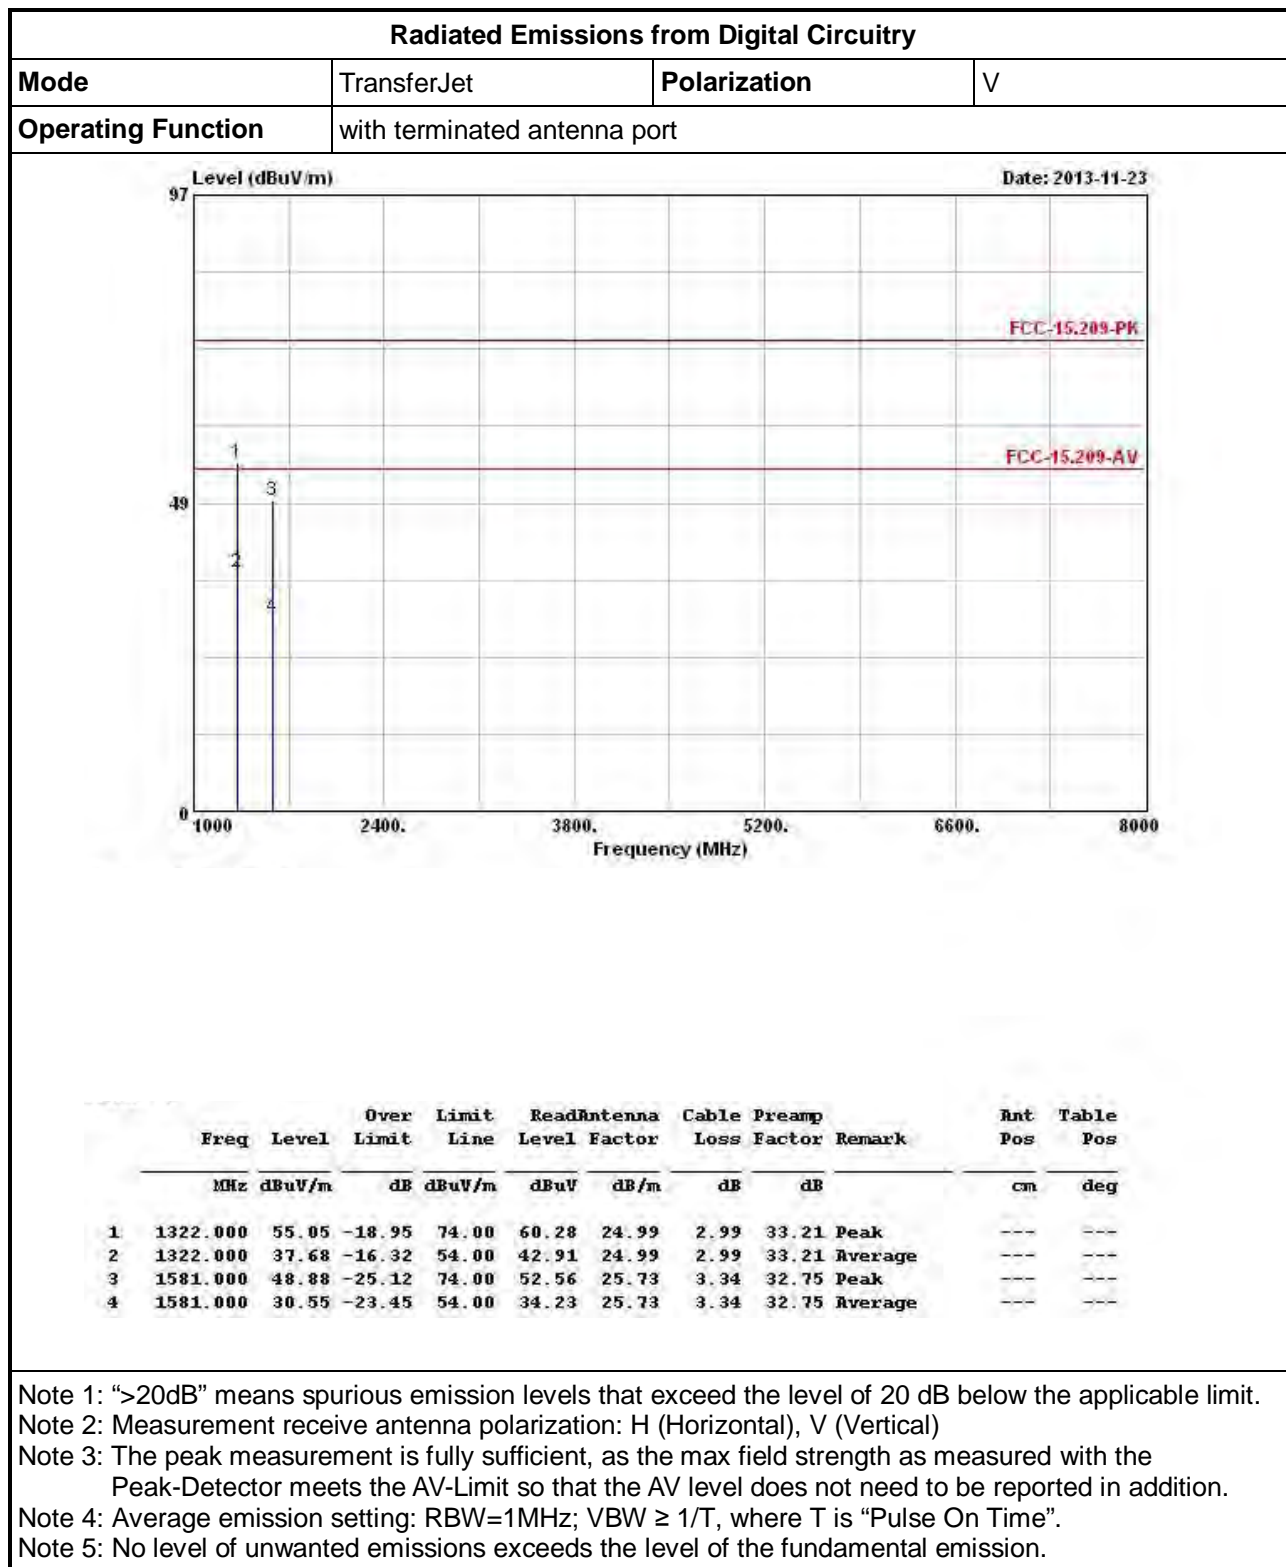 Radiated Emissions from Digital Circuitry
Mode TransferJet Polarization V
Operating Function with terminated antenna port
Level (dBuV/m) Date: 2013-11-23
97
FCC-15.209-PK
1
FCC-15.209-AV
3
49
2
4
0
1000 2400. 3800. 5200. 6600. 8000
Frequency (MHz)
Over Limit ReadAntenna Cable Preamp Ant Table
Freq Level Limit Line Level Factor Loss Factor Remark Pos Pos
MHz dBuV/m dB dBuV/m dBuV dB/m dB dB cm deg
1 1322.000 55.05 -18.95 74.00 60.28 24.99 2.99 33.21 Peak --- ---
2 1322.000 37.68 -16.32 54.00 42.91 24.99 2.99 33.21 Average --- ---
3 1581.000 48.88 -25.12 74.00 52.56 25.73 3.34 32.75 Peak --- ---
4 1581.000 30.55 -23.45 54.00 34.23 25.73 3.34 32.75 Average --- ---
Note 1: “>20dB” means spurious emission levels that exceed the level of 20 dB below the applicable limit.
Note 2: Measurement receive antenna polarization: H (Horizontal), V (Vertical)
Note 3: The peak measurement is fully sufficient, as the max field strength as measured with the
Peak-Detector meets the AV-Limit so that the AV level does not need to be reported in addition.
Note 4: Average emission setting: RBW=1MHz; VBW ≥ 1/T, where T is “Pulse On Time”.
Note 5: No level of unwanted emissions exceeds the level of the fundamental emission.